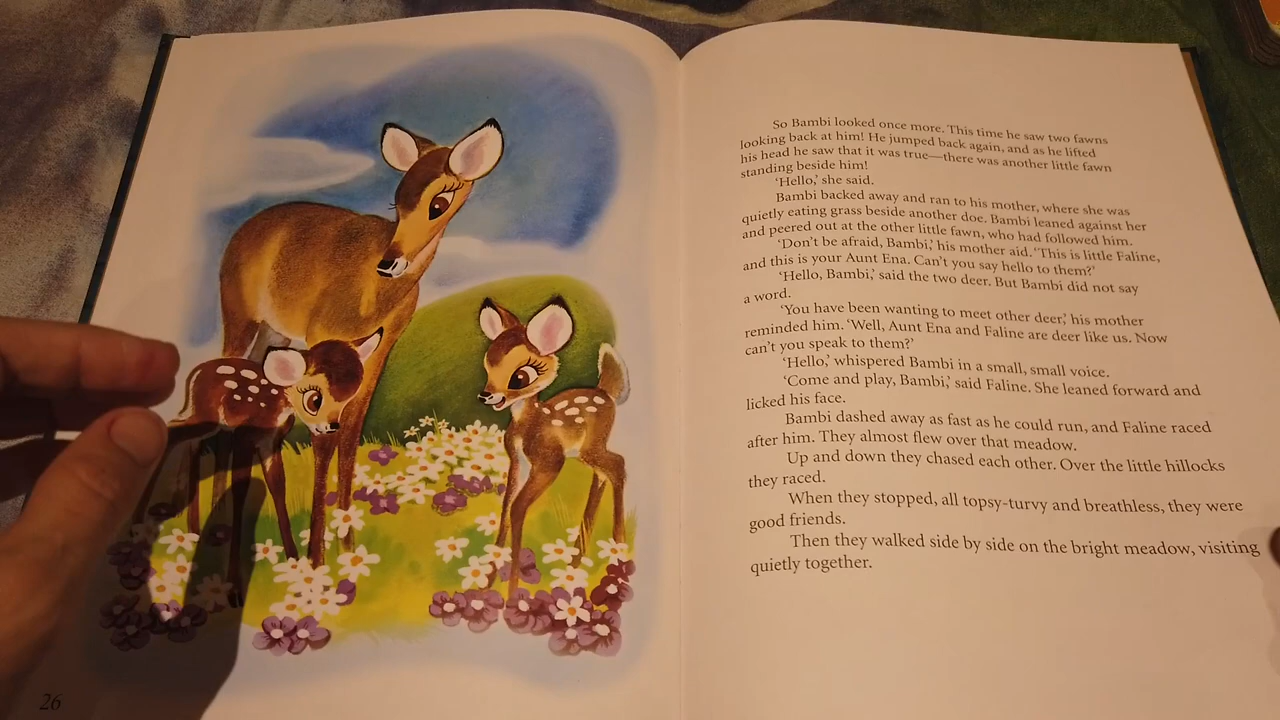 So Bambi looked once more. This time he saw two fawns
looking back at him! He jumped back again, and as he lifted
his head he saw that it was true—there was another little fawn
standing beside him!
‘Hello,’ she said.
Bambi backed away and ran to his mother, where she was
quietly eating grass beside another doe. Bambi leaned against her
and peered out at the other little fawn, who had followed him.
‘Don’t be afraid, Bambi,’ his mother aid. ‘This is little Faline,
and this is your Aunt Ena. Can’t you say hello to them?’
‘Hello, Bambi,’ said the two deer. But Bambi did not say
a word.
‘You have been wanting to meet other deer,’ his mother
reminded him. ‘Well, Aunt Ena and Faline are deer like us. Now
can’t you speak to them?’
‘Hello,’ whispered Bambi in a small, small voice.
‘Come and play, Bambi,’ said Faline. She leaned forward and
licked his face.
Bambi dashed away as fast as he could run, and Faline raced
after him. They almost flew over that meadow.
Up and down they chased each other. Over the little hillocks
they raced.
When they stopped, all topsy-turvy and breathless, they were
good friends.
Then they walked side by side on the bright meadow, visiting
quietly together.
26